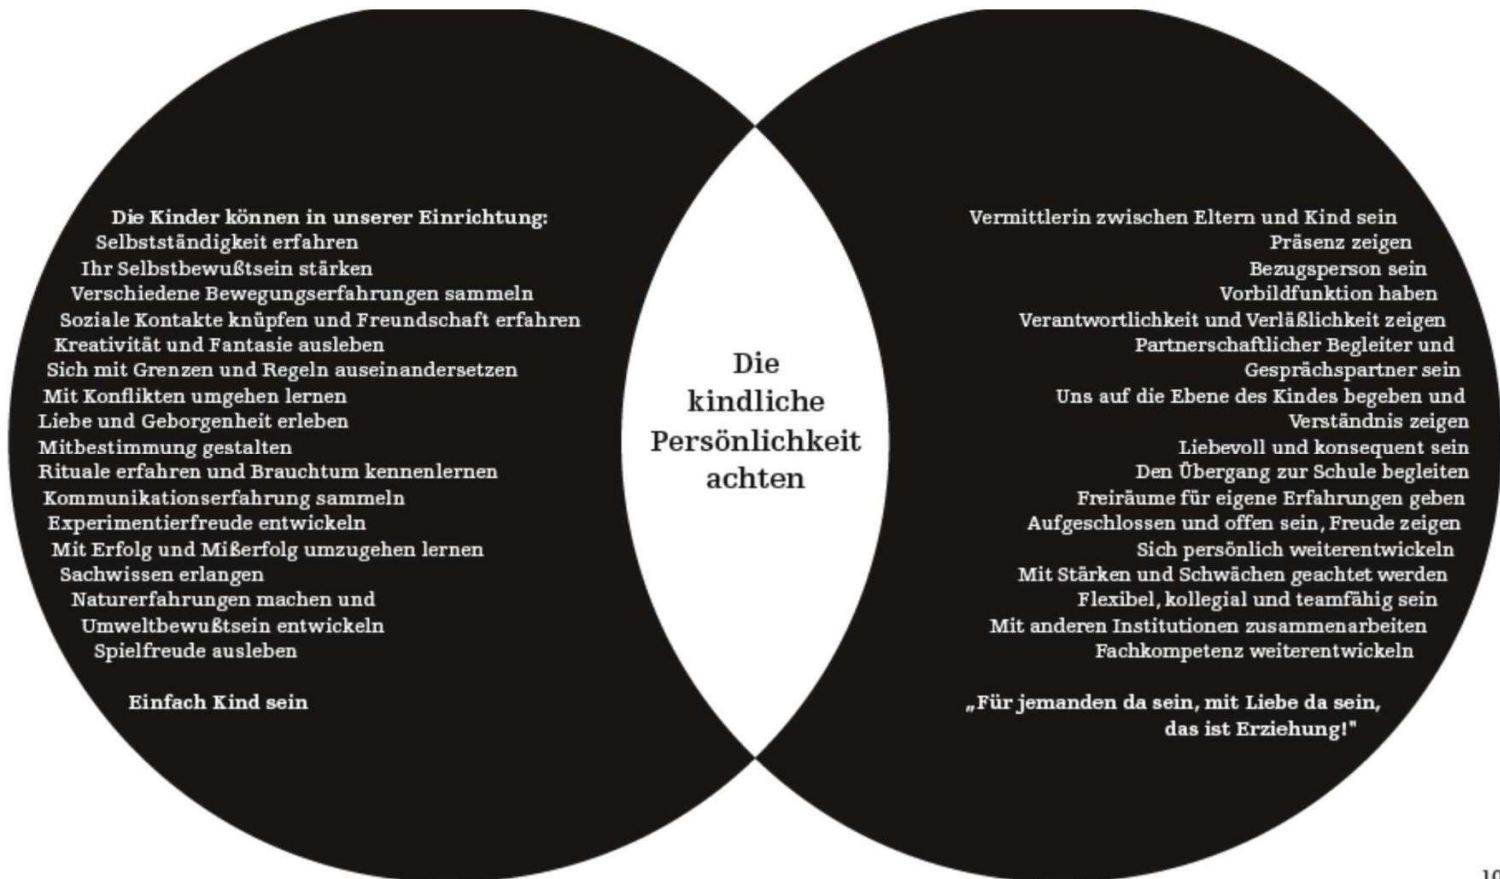 Die Kinder können in unserer Einrichtung:
Selbstständigkeit erfahren
Ihr Selbstbewußtsein stärken
Verschiedene Bewegungserfahrungen sammeln
Soziale Kontakte knüpfen und Freundschaft erfahren
Kreativität und Fantasie ausleben
Sich mit Grenzen und Regeln auseinandersetzen
Mit Konflikten umgehen lernen
Liebe und Geborgenheit erleben
Mitbestimmung gestalten
Rituale erfahren und Brauchtum kennenlernen
Kommunikationserfahrung sammeln
Experimentierfreude entwickeln
Mit Erfolg und Mißerfolg umzugehen lernen
Sachwissen erlangen
Naturerfahrungen machen und
Umweltbewußtsein entwickeln
Spielfreude ausleben
Einfach Kind sein
Die
kindliche
Persönlichkeit
achten
Vermittlerin zwischen Eltern und Kind sein
Präsenz zeigen
Bezugsperson sein
Vorbildfunktion haben
Verantwortlichkeit und Verläßlichkeit zeigen
Partnerschaftlicher Begleiter und
Gesprächspartner sein
Uns auf die Ebene des Kindes begeben und
Verständnis zeigen
Liebevoll und konsequent sein
Den Übergang zur Schule begleiten
Freiräume für eigene Erfahrungen geben
Aufgeschlossen und offen sein, Freude zeigen
Sich persönlich weiterentwickeln
Mit Stärken und Schwächen geachtet werden
Flexibel, kollegial und teamfähig sein
Mit anderen Institutionen zusammenarbeiten
Fachkompetenz weiterentwickeln
„Für jemanden da sein, mit Liebe da sein,
das ist Erziehung!"